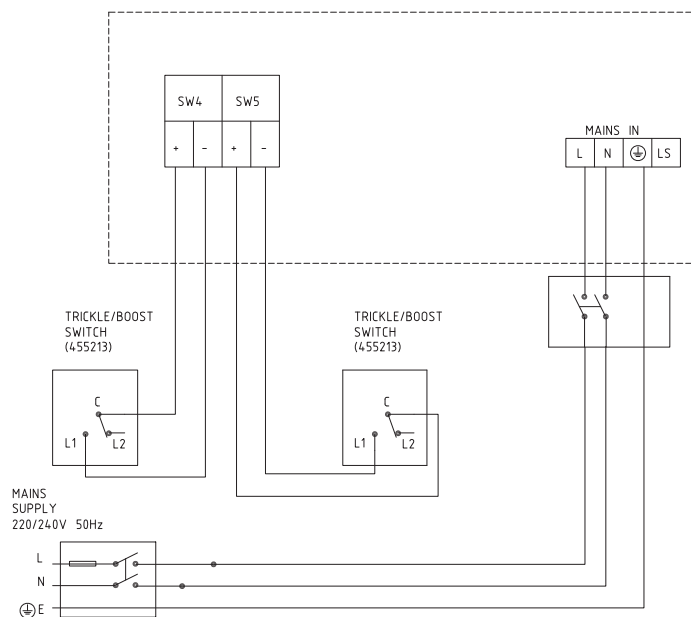 SW4 SW5
+ - + -
MAINS IN
L N LS
TRICKLE/BOOST
SWITCH
(455213)
C
L1 L2
TRICKLE/BOOST
SWITCH
(455213)
C
L1 L2
MAINS
SUPPLY
220/240V 50Hz
L
N
E